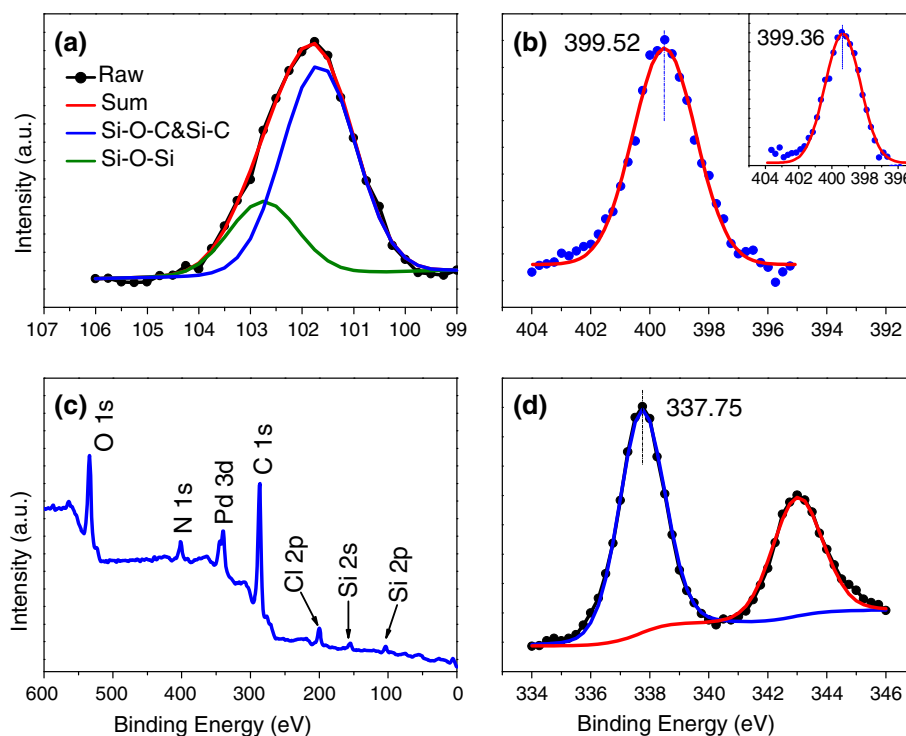 (a)
Raw
Sum
Si-O-C&Si-C
Si-O-Si
Intensity (a.u.)
107 106 105 104 103 102 101 100 99
(b)
399.52
399.36
404 402 400 398 396
404 402 400 398 396 394 392
(c)
O 1s
N 1s
Pd 3d
C 1s
Cl 2p
Si 2s
Si 2p
Intensity (a.u.)
600 500 400 300 200 100 0
Binding Energy (eV)
(d)
337.75
334 336 338 340 342 344 346
Binding Energy (eV)